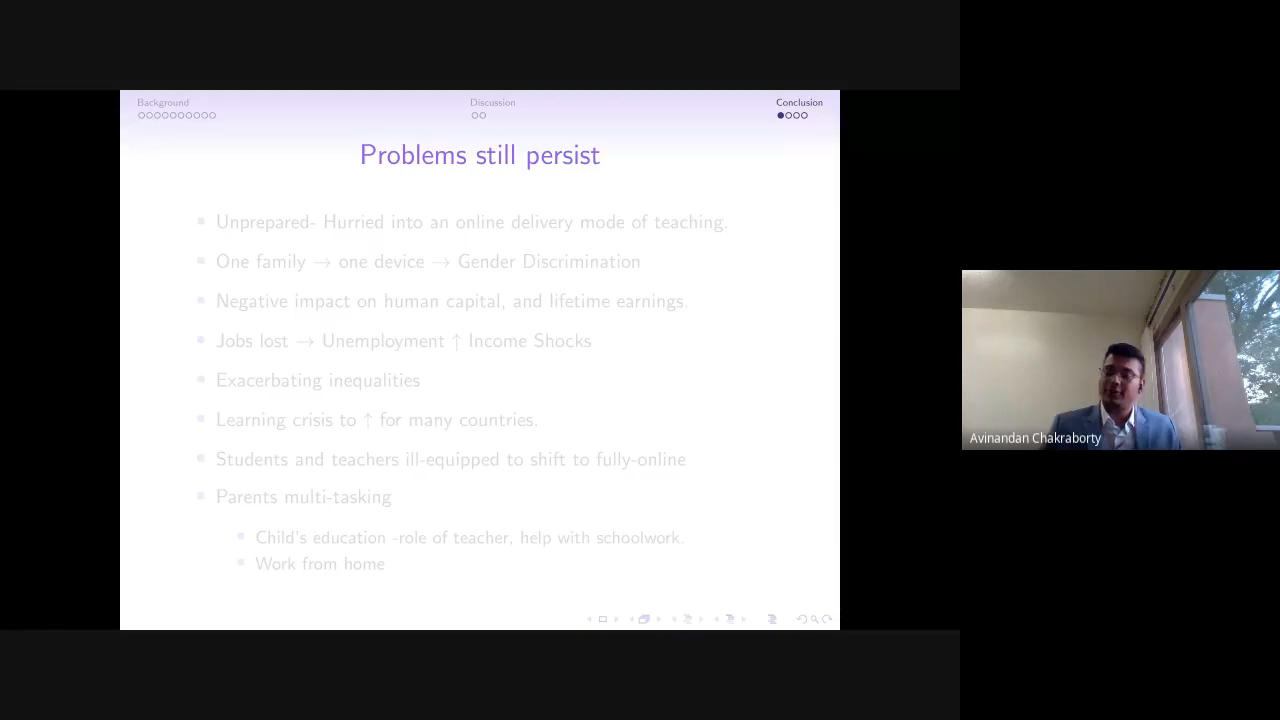 Background
Discussion
Conclusion
Problems still persist
Unprepared- Hurried into an online delivery mode of teaching.
One family → one device → Gender Discrimination
Negative impact on human capital, and lifetime earnings.
Jobs lost → Unemployment ↑ Income Shocks
Exacerbating inequalities
Learning crisis to ↑ for many countries.
Students and teachers ill-equipped to shift to fully-online
Parents multi-tasking
Child's education -role of teacher, help with schoolwork.
Work from home
Avinandan Chakraborty